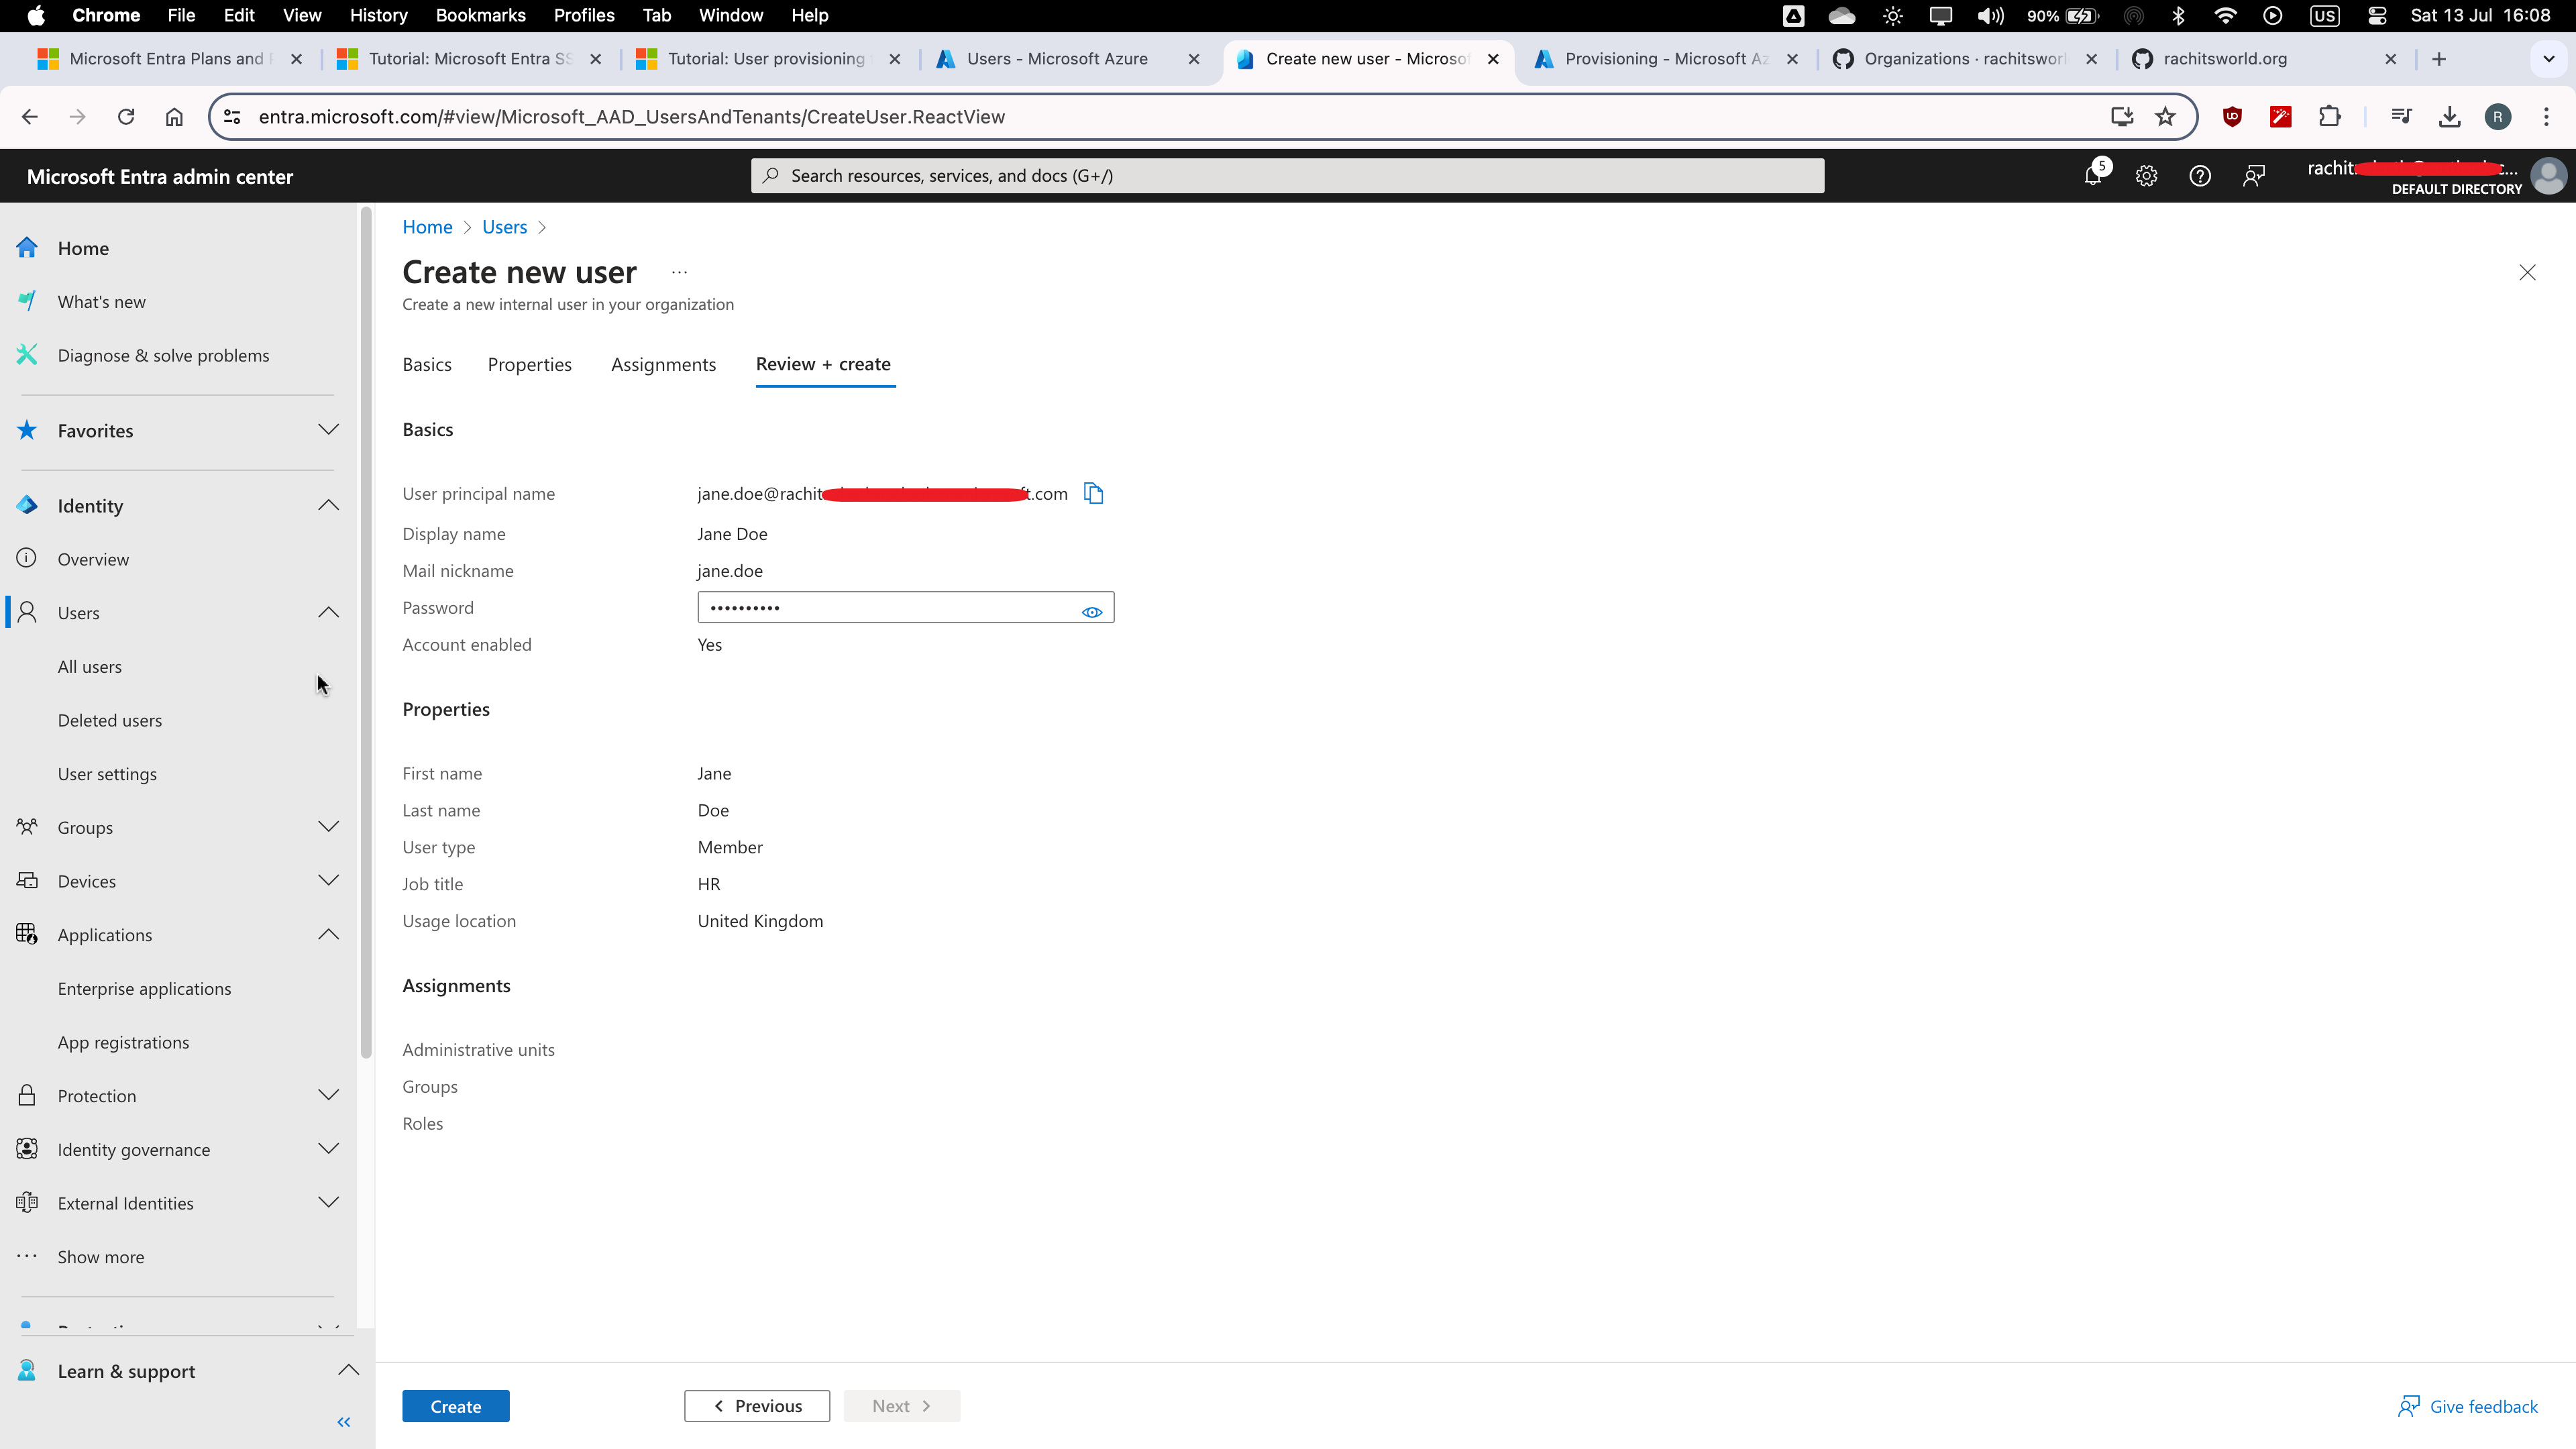 Chrome File Edit View History Bookmarks Profiles Tab Window Help 90% US Sat 13 Jul 16:08
Microsoft Entra Plans and Tutorial: Microsoft Entra SS Tutorial: User provisioning Users - Microsoft Azure Create new user - Microsof Provisioning - Microsoft Az Organizations · rachitsworl rachitsworld.org
entra.microsoft.com/#view/Microsoft_AAD_UsersAndTenants/CreateUser.ReactView R
Microsoft Entra admin center
Search resources, services, and docs (G+/)
5
rachit
DEFAULT DIRECTORY
Home
What's new
Diagnose & solve problems
Favorites
Identity
Overview
Users
All users
Deleted users
User settings
Groups
Devices
Applications
Enterprise applications
App registrations
Protection
Identity governance
External Identities
Show more
Learn & support
Home > Users >
Create new user ...
Create a new internal user in your organization
Basics Properties Assignments Review + create
Basics
User principal name jane.doe@rachit t.com
Display name Jane Doe
Mail nickname jane.doe
Password ••••••••••
Account enabled Yes
Properties
First name Jane
Last name Doe
User type Member
Job title HR
Usage location United Kingdom
Assignments
Administrative units
Groups
Roles
Create < Previous Next >
Give feedback